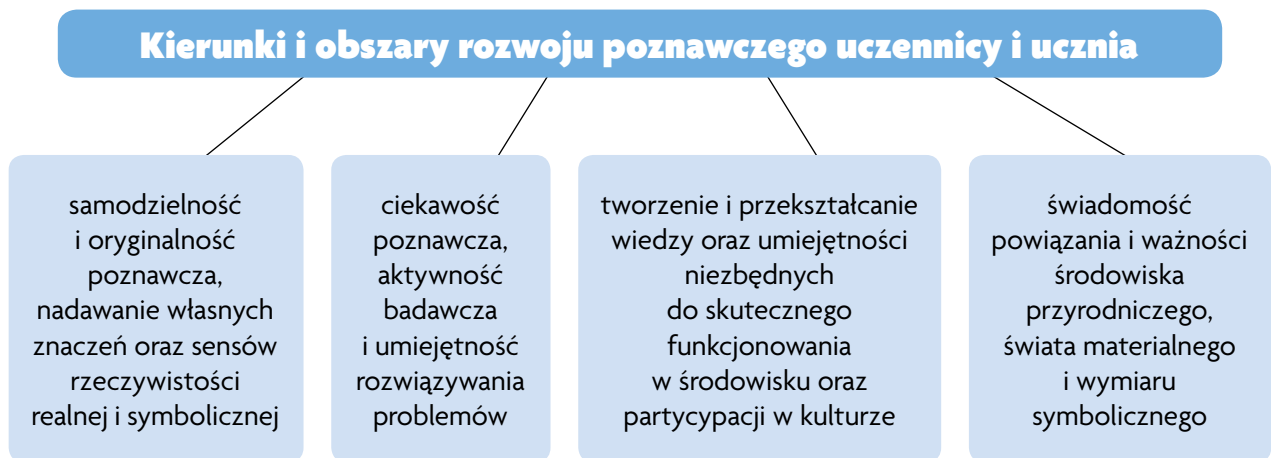 Kierunki i obszary rozwoju poznawczego uczennicy i ucznia
samodzielność
i oryginalność
poznawcza,
nadawanie własnych
znaczeń oraz sensów
rzeczywistości
realnej i symbolicznej
ciekawość
poznawcza,
aktywność
badawcza
i umiejętność
rozwiązywania
problemów
tworzenie i przekształcanie
wiedzy oraz umiejętności
niezbędnych
do skutecznego
funkcjonowania
w środowisku oraz
partycypacji w kulturze
świadomość
powiązania i ważności
środowiska
przyrodniczego,
świata materialnego
i wymiaru
symbolicznego